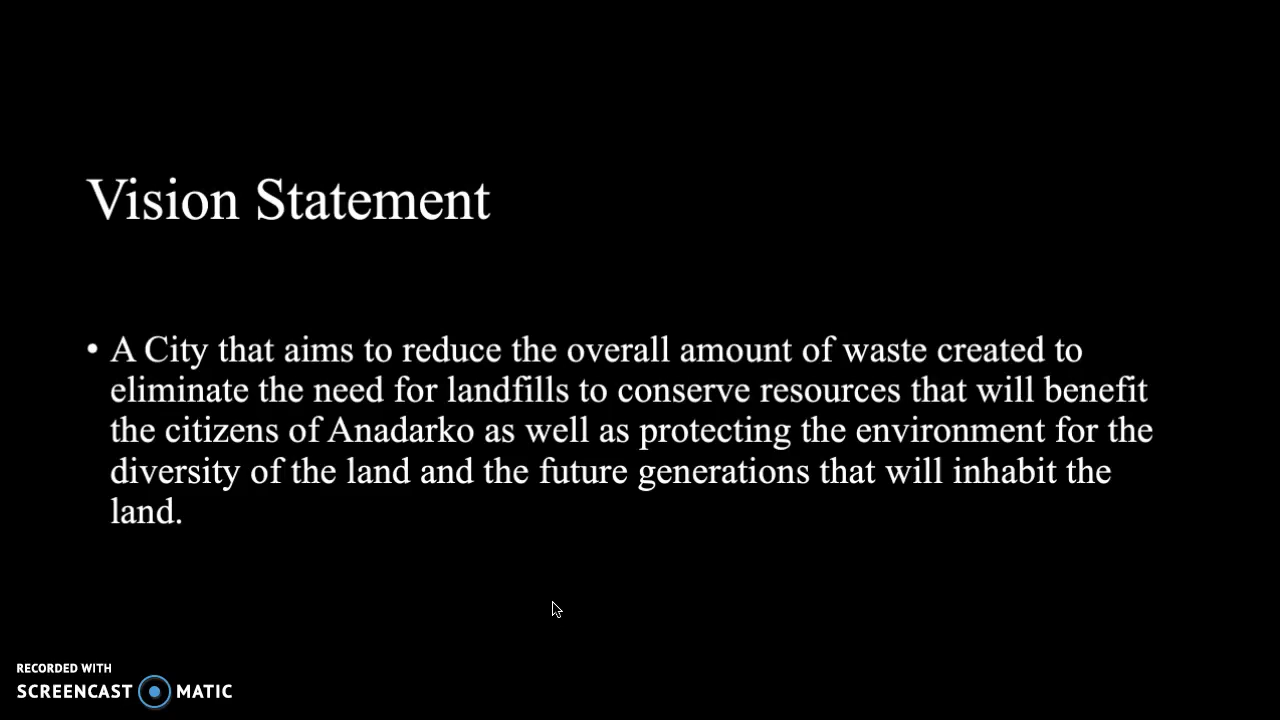 Vision Statement
• A City that aims to reduce the overall amount of waste created to
eliminate the need for landfills to conserve resources that will benefit
the citizens of Anadarko as well as protecting the environment for the
diversity of the land and the future generations that will inhabit the
land.
RECORDED WITH
SCREENCAST MATIC